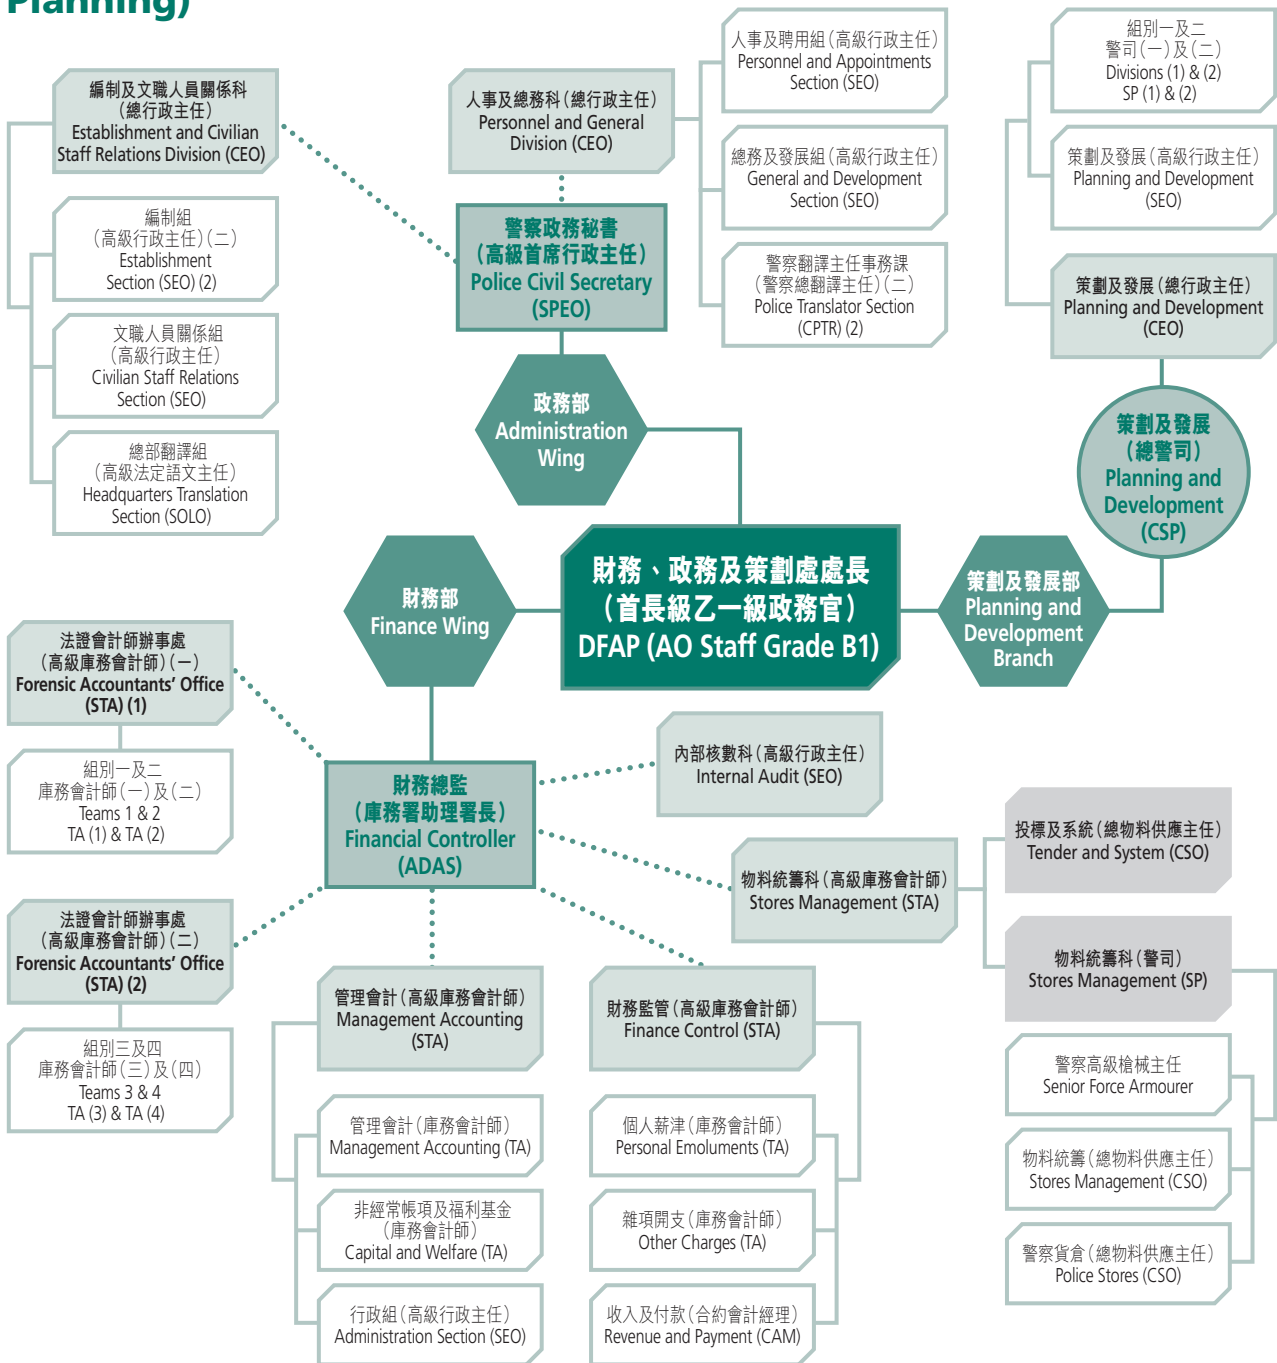 Planning)
編制及文職人員關係科
（總行政主任）
Establishment and Civilian
Staff Relations Division (CEO)
編制組
（高級行政主任）（二）
Establishment
Section (SEO) (2)
文職人員關係組
（高級行政主任）
Civilian Staff Relations
Section (SEO)
總部翻譯組
（高級法定語文主任）
Headquarters Translation
Section (SOLO)
人事及總務科（總行政主任）
Personnel and General
Division (CEO)
人事及聘用組（高級行政主任）
Personnel and Appointments
Section (SEO)
總務及發展組（高級行政主任）
General and Development
Section (SEO)
警察翻譯主任事務課
（警察總翻譯主任）（二）
Police Translator Section
(CPTR) (2)
警察政務秘書
（高級首席行政主任）
Police Civil Secretary
(SPEO)
政務部
Administration
Wing
組別一及二
警司（一）及（二）
Divisions (1) & (2)
SP (1) & (2)
策劃及發展（高級行政主任）
Planning and Development
(SEO)
策劃及發展（總行政主任）
Planning and Development
(CEO)
策劃及發展
（總警司）
Planning and
Development
(CSP)
策劃及發展部
Planning and
Development
Branch
財務、政務及策劃處處長
（首長級乙一級政務官）
DFAP (AO Staff Grade B1)
財務部
Finance Wing
法證會計師辦事處
（高級庫務會計師）（一）
Forensic Accountants' Office
(STA) (1)
組別一及二
庫務會計師（一）及（二）
Teams 1 & 2
TA (1) & TA (2)
法證會計師辦事處
（高級庫務會計師）（二）
Forensic Accountants' Office
(STA) (2)
組別三及四
庫務會計師（三）及（四）
Teams 3 & 4
TA (3) & TA (4)
財務總監
（庫務署助理署長）
Financial Controller
(ADAS)
內部核數科（高級行政主任）
Internal Audit (SEO)
物料統籌科（高級庫務會計師）
Stores Management (STA)
投標及系統（總物料供應主任）
Tender and System (CSO)
物料統籌科（警司）
Stores Management (SP)
警察高級槍械主任
Senior Force Armourer
物料統籌（總物料供應主任）
Stores Management (CSO)
警察貨倉（總物料供應主任）
Police Stores (CSO)
管理會計（高級庫務會計師）
Management Accounting
(STA)
管理會計（庫務會計師）
Management Accounting (TA)
非經常帳項及福利基金
（庫務會計師）
Capital and Welfare (TA)
行政組（高級行政主任）
Administration Section (SEO)
財務監管（高級庫務會計師）
Finance Control (STA)
個人薪津（庫務會計師）
Personal Emoluments (TA)
雜項開支（庫務會計師）
Other Charges (TA)
收入及付款（合約會計經理）
Revenue and Payment (CAM)